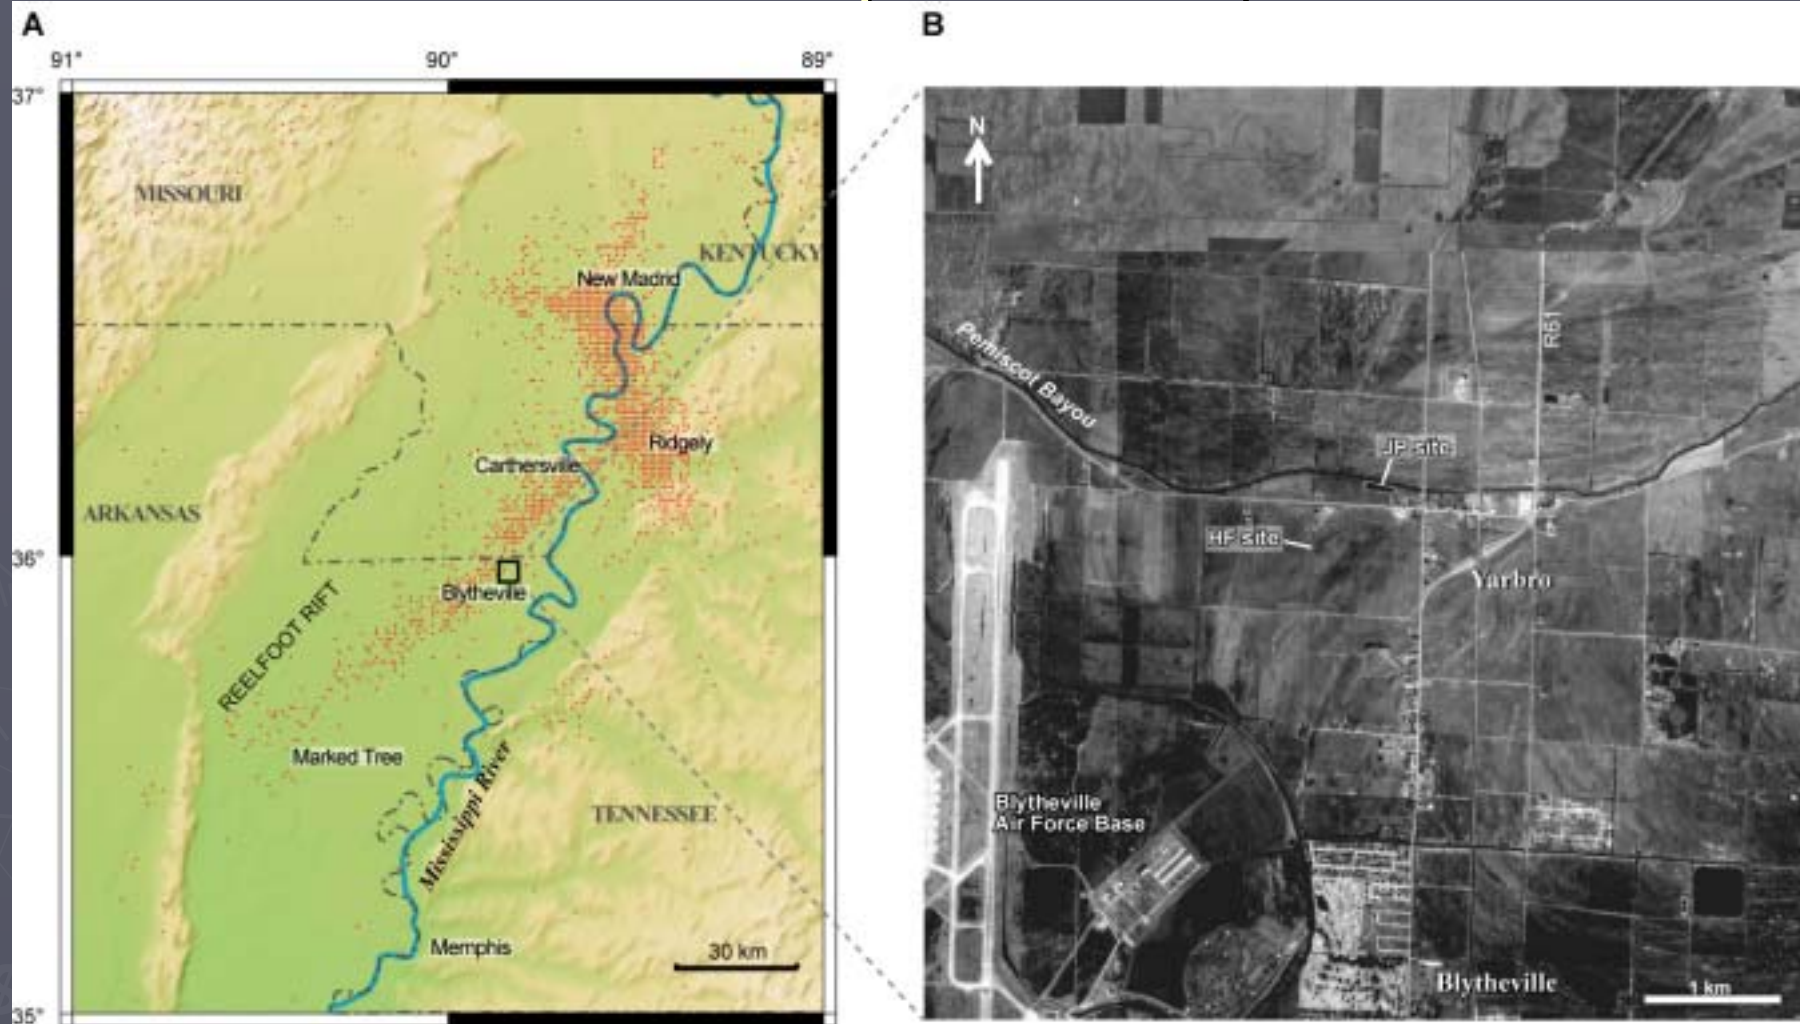 A
B
91°
90°
89°
37°
N
MISSOURI
KENTUCKY
New Madrid
R61
Pemiscot Bayou
Ridgely
JP site
Carthersville
ARKANSAS
HF site
36°
Yarbro
Blytheville
REELFOOT RIFT
Marked Tree
Mississippi River
TENNESSEE
Blytheville
Air Force Base
Memphis
30 km
Blytheville
1 km
35°